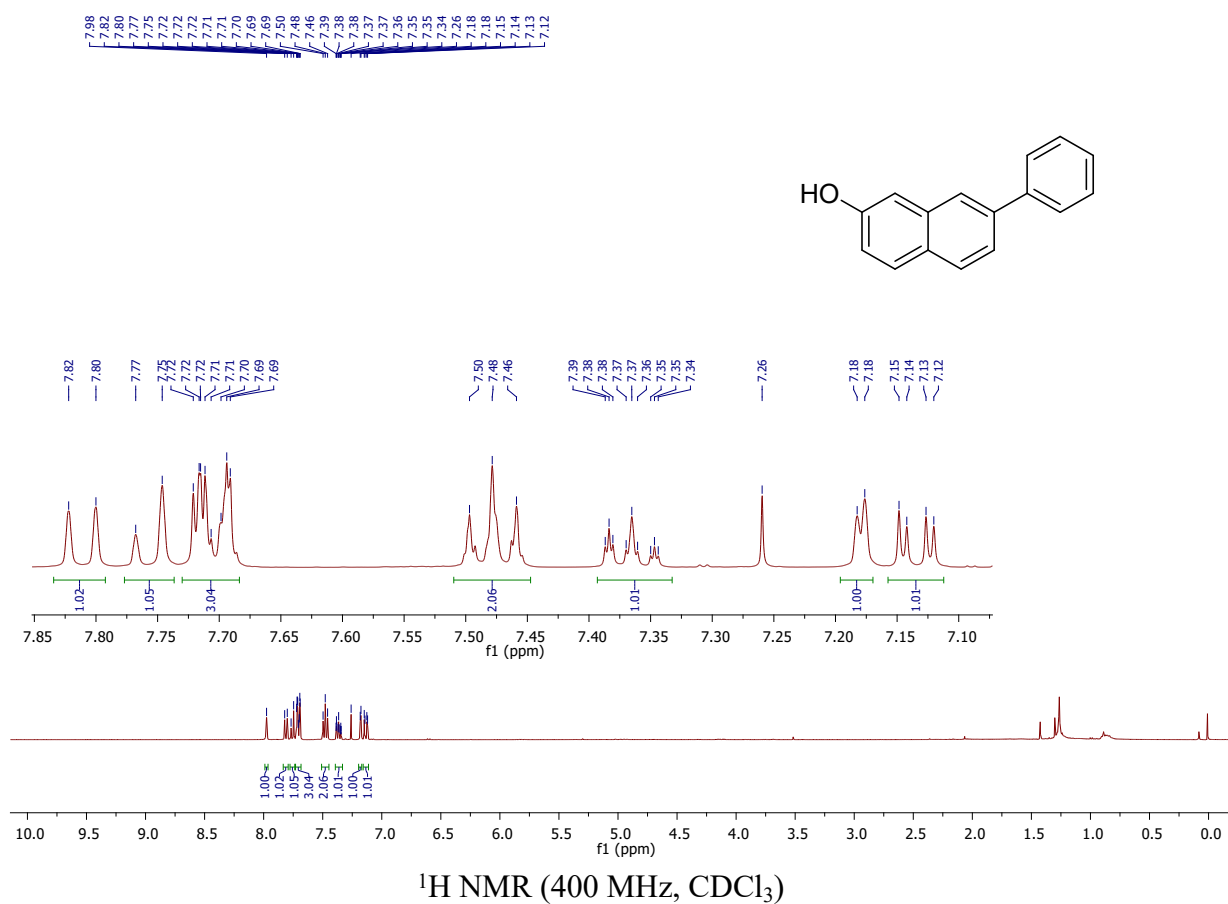 7.98 7.82 7.80 7.77 7.75 7.72 7.72 7.72 7.71 7.71 7.70 7.69 7.69 7.50 7.48 7.46 7.39 7.38 7.38 7.37 7.37 7.36 7.35 7.35 7.34 7.26 7.18 7.18 7.15 7.14 7.13 7.12
HO
7.82 7.80 7.77 7.75 7.72 7.72 7.72 7.71 7.71 7.70 7.69 7.69 7.50 7.48 7.46 7.39 7.38 7.38 7.37 7.37 7.36 7.35 7.35 7.34 7.26 7.18 7.18 7.15 7.14 7.13 7.12
1.02 1.05 3.04 2.06 1.01 1.00 1.01
7.85 7.80 7.75 7.70 7.65 7.60 7.55 7.50 7.45 7.40 7.35 7.30 7.25 7.20 7.15 7.10
f1 (ppm)
1.00 1.02 1.05 3.04 2.06 1.01 1.00 1.01
10.0 9.5 9.0 8.5 8.0 7.5 7.0 6.5 6.0 5.5 5.0 4.5 4.0 3.5 3.0 2.5 2.0 1.5 1.0 0.5 0.0
f1 (ppm)
¹H NMR (400 MHz, CDCl₃)